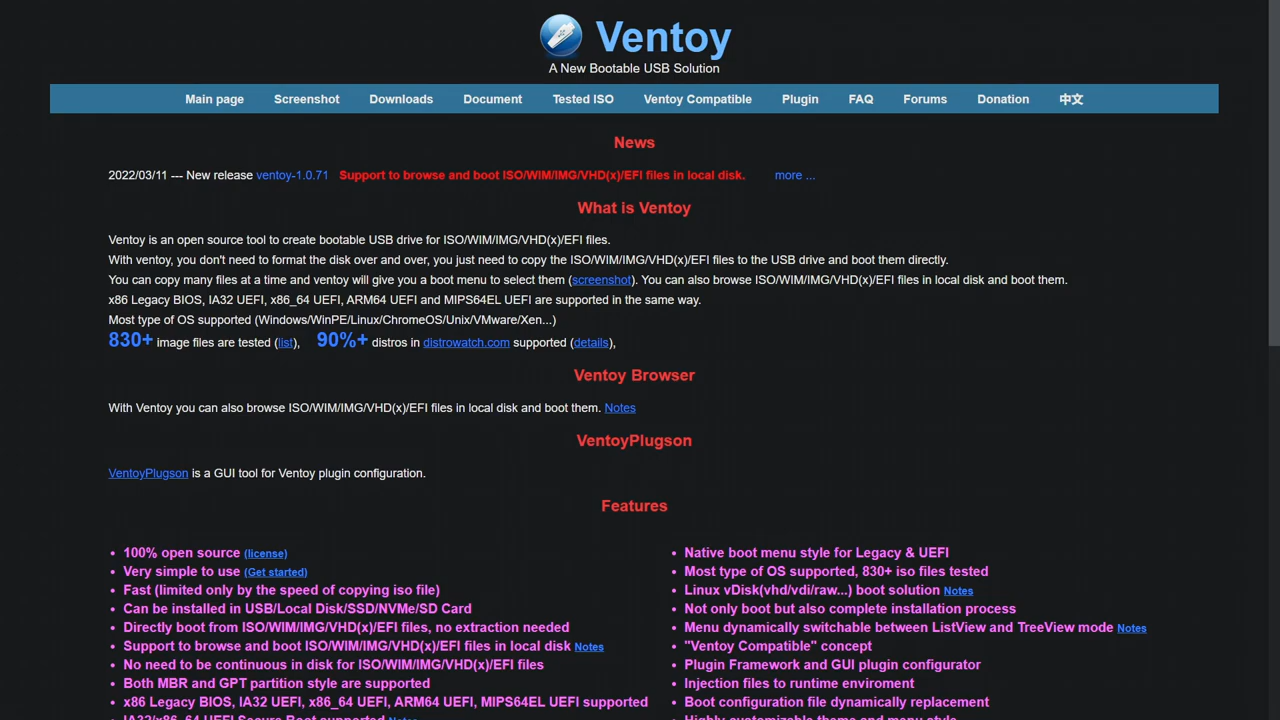 Ventoy
A New Bootable USB Solution
Main page Screenshot Downloads Document Tested ISO Ventoy Compatible Plugin FAQ Forums Donation 中文
News
2022/03/11 --- New release ventoy-1.0.71 Support to browse and boot ISO/WIM/IMG/VHD(x)/EFI files in local disk. more ...
What is Ventoy
Ventoy is an open source tool to create bootable USB drive for ISO/WIM/IMG/VHD(x)/EFI files.
With ventoy, you don't need to format the disk over and over, you just need to copy the ISO/WIM/IMG/VHD(x)/EFI files to the USB drive and boot them directly.
You can copy many files at a time and ventoy will give you a boot menu to select them (screenshot). You can also browse ISO/WIM/IMG/VHD(x)/EFI files in local disk and boot them.
x86 Legacy BIOS, IA32 UEFI, x86_64 UEFI, ARM64 UEFI and MIPS64EL UEFI are supported in the same way.
Most type of OS supported (Windows/WinPE/Linux/ChromeOS/Unix/VMware/Xen...)
830+ image files are tested (list), 90%+ distros in distrowatch.com supported (details),
Ventoy Browser
With Ventoy you can also browse ISO/WIM/IMG/VHD(x)/EFI files in local disk and boot them. Notes
VentoyPlugson
VentoyPlugson is a GUI tool for Ventoy plugin configuration.
Features
• 100% open source (license)
• Very simple to use (Get started)
• Fast (limited only by the speed of copying iso file)
• Can be installed in USB/Local Disk/SSD/NVMe/SD Card
• Directly boot from ISO/WIM/IMG/VHD(x)/EFI files, no extraction needed
• Support to browse and boot ISO/WIM/IMG/VHD(x)/EFI files in local disk Notes
• No need to be continuous in disk for ISO/WIM/IMG/VHD(x)/EFI files
• Both MBR and GPT partition style are supported
• x86 Legacy BIOS, IA32 UEFI, x86_64 UEFI, ARM64 UEFI, MIPS64EL UEFI supported
• IA32/x86_64 UEFI Secure Boot supported Notes
• Native boot menu style for Legacy & UEFI
• Most type of OS supported, 830+ iso files tested
• Linux vDisk(vhd/vdi/raw...) boot solution Notes
• Not only boot but also complete installation process
• Menu dynamically switchable between ListView and TreeView mode Notes
• "Ventoy Compatible" concept
• Plugin Framework and GUI plugin configurator
• Injection files to runtime enviroment
• Boot configuration file dynamically replacement
• Highly customizable theme and menu style